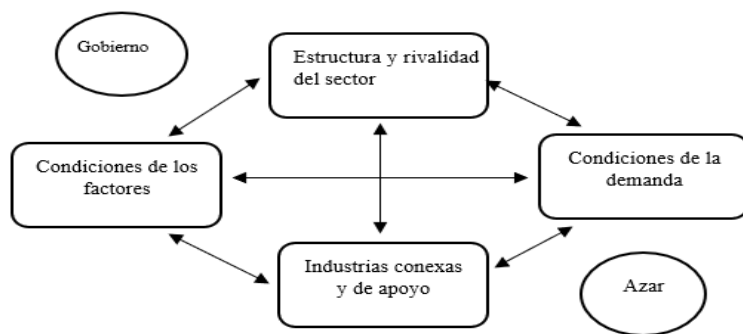 Gobierno
Estructura y rivalidad
del sector
Condiciones de los
factores
Condiciones de la
demanda
Industrias conexas
y de apoyo
Azar